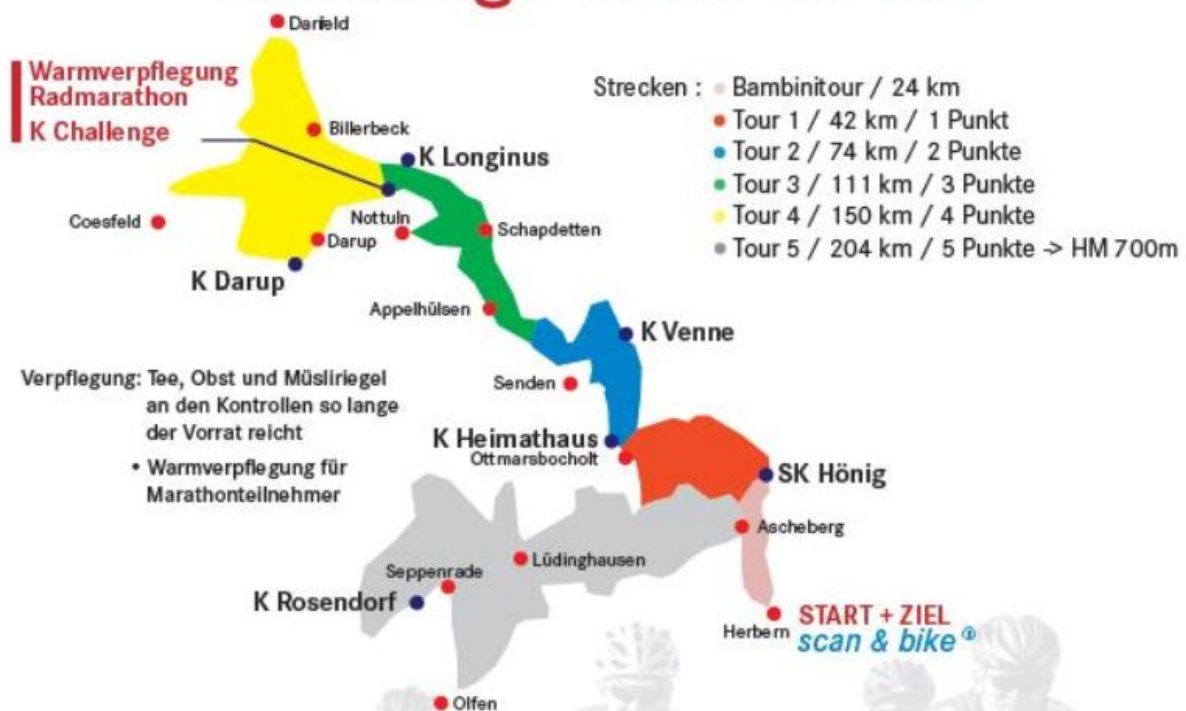 Darfeld
Warmverpflegung
Radmarathon
K Challenge
Strecken :
Bambinitour / 24 km
Tour 1 / 42 km / 1 Punkt
Tour 2 / 74 km / 2 Punkte
Tour 3 / 111 km / 3 Punkte
Tour 4 / 150 km / 4 Punkte
Tour 5 / 204 km / 5 Punkte -> HM 700m
Billerbeck
K Longinus
Coesfeld
Nottuln
Schapdetten
Darup
K Darup
Appelhülsen
K Venne
Verpflegung: Tee, Obst und Müsliriegel
an den Kontrollen so lange
der Vorrat reicht
• Warmverpflegung für
Marathonteilnehmer
Senden
K Heimathaus
Ottmarsbocholt
SK Hönig
Ascheberg
Lüdinghausen
Seppenrade
K Rosendorf
Herbern
START + ZIEL
scan & bike ®
Olfen